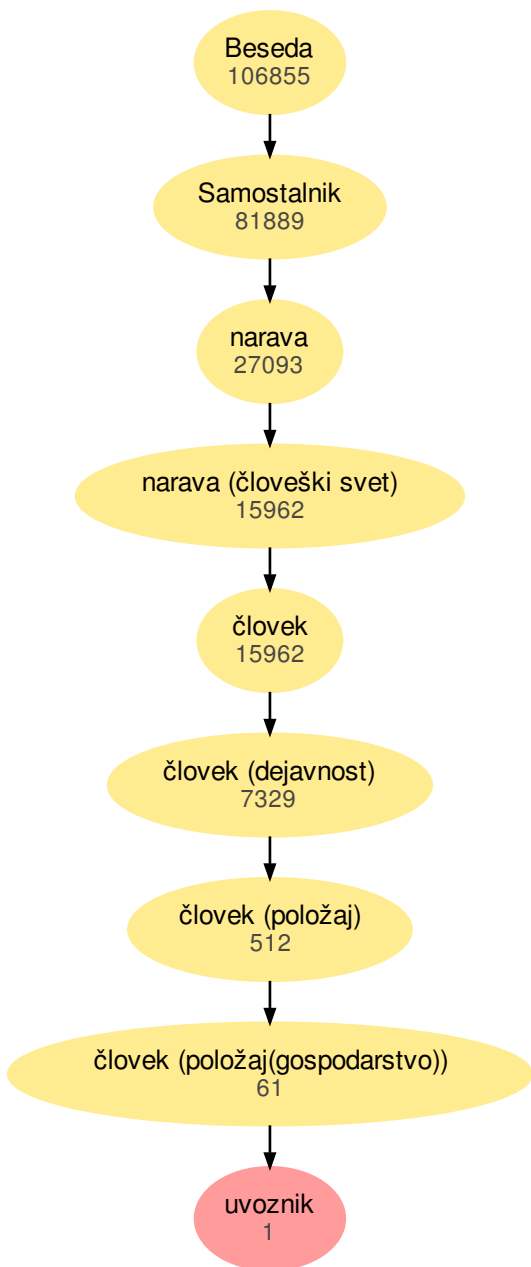 Beseda
106855
Samostalnik
81889
narava
27093
narava (človeški svet)
15962
človek
15962
človek (dejavnost)
7329
človek (položaj)
512
človek (položaj(gospodarstvo))
61
uvoznik
1